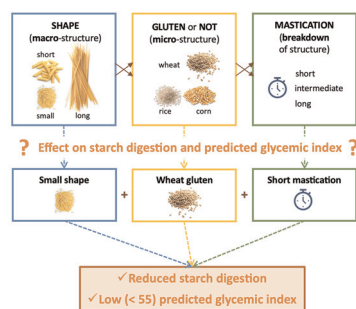 SHAPE
(macro-structure)
short
small
long
GLUTEN or NOT
(micro-structure)
wheat
rice
corn
MASTICATION
(breakdown
of structure)
short
intermediate
long
? Effect on starch digestion and predicted glycemic index ?
Small shape
+
Wheat gluten
+
Short mastication
✓Reduced starch digestion
✓Low (< 55) predicted glycemic index